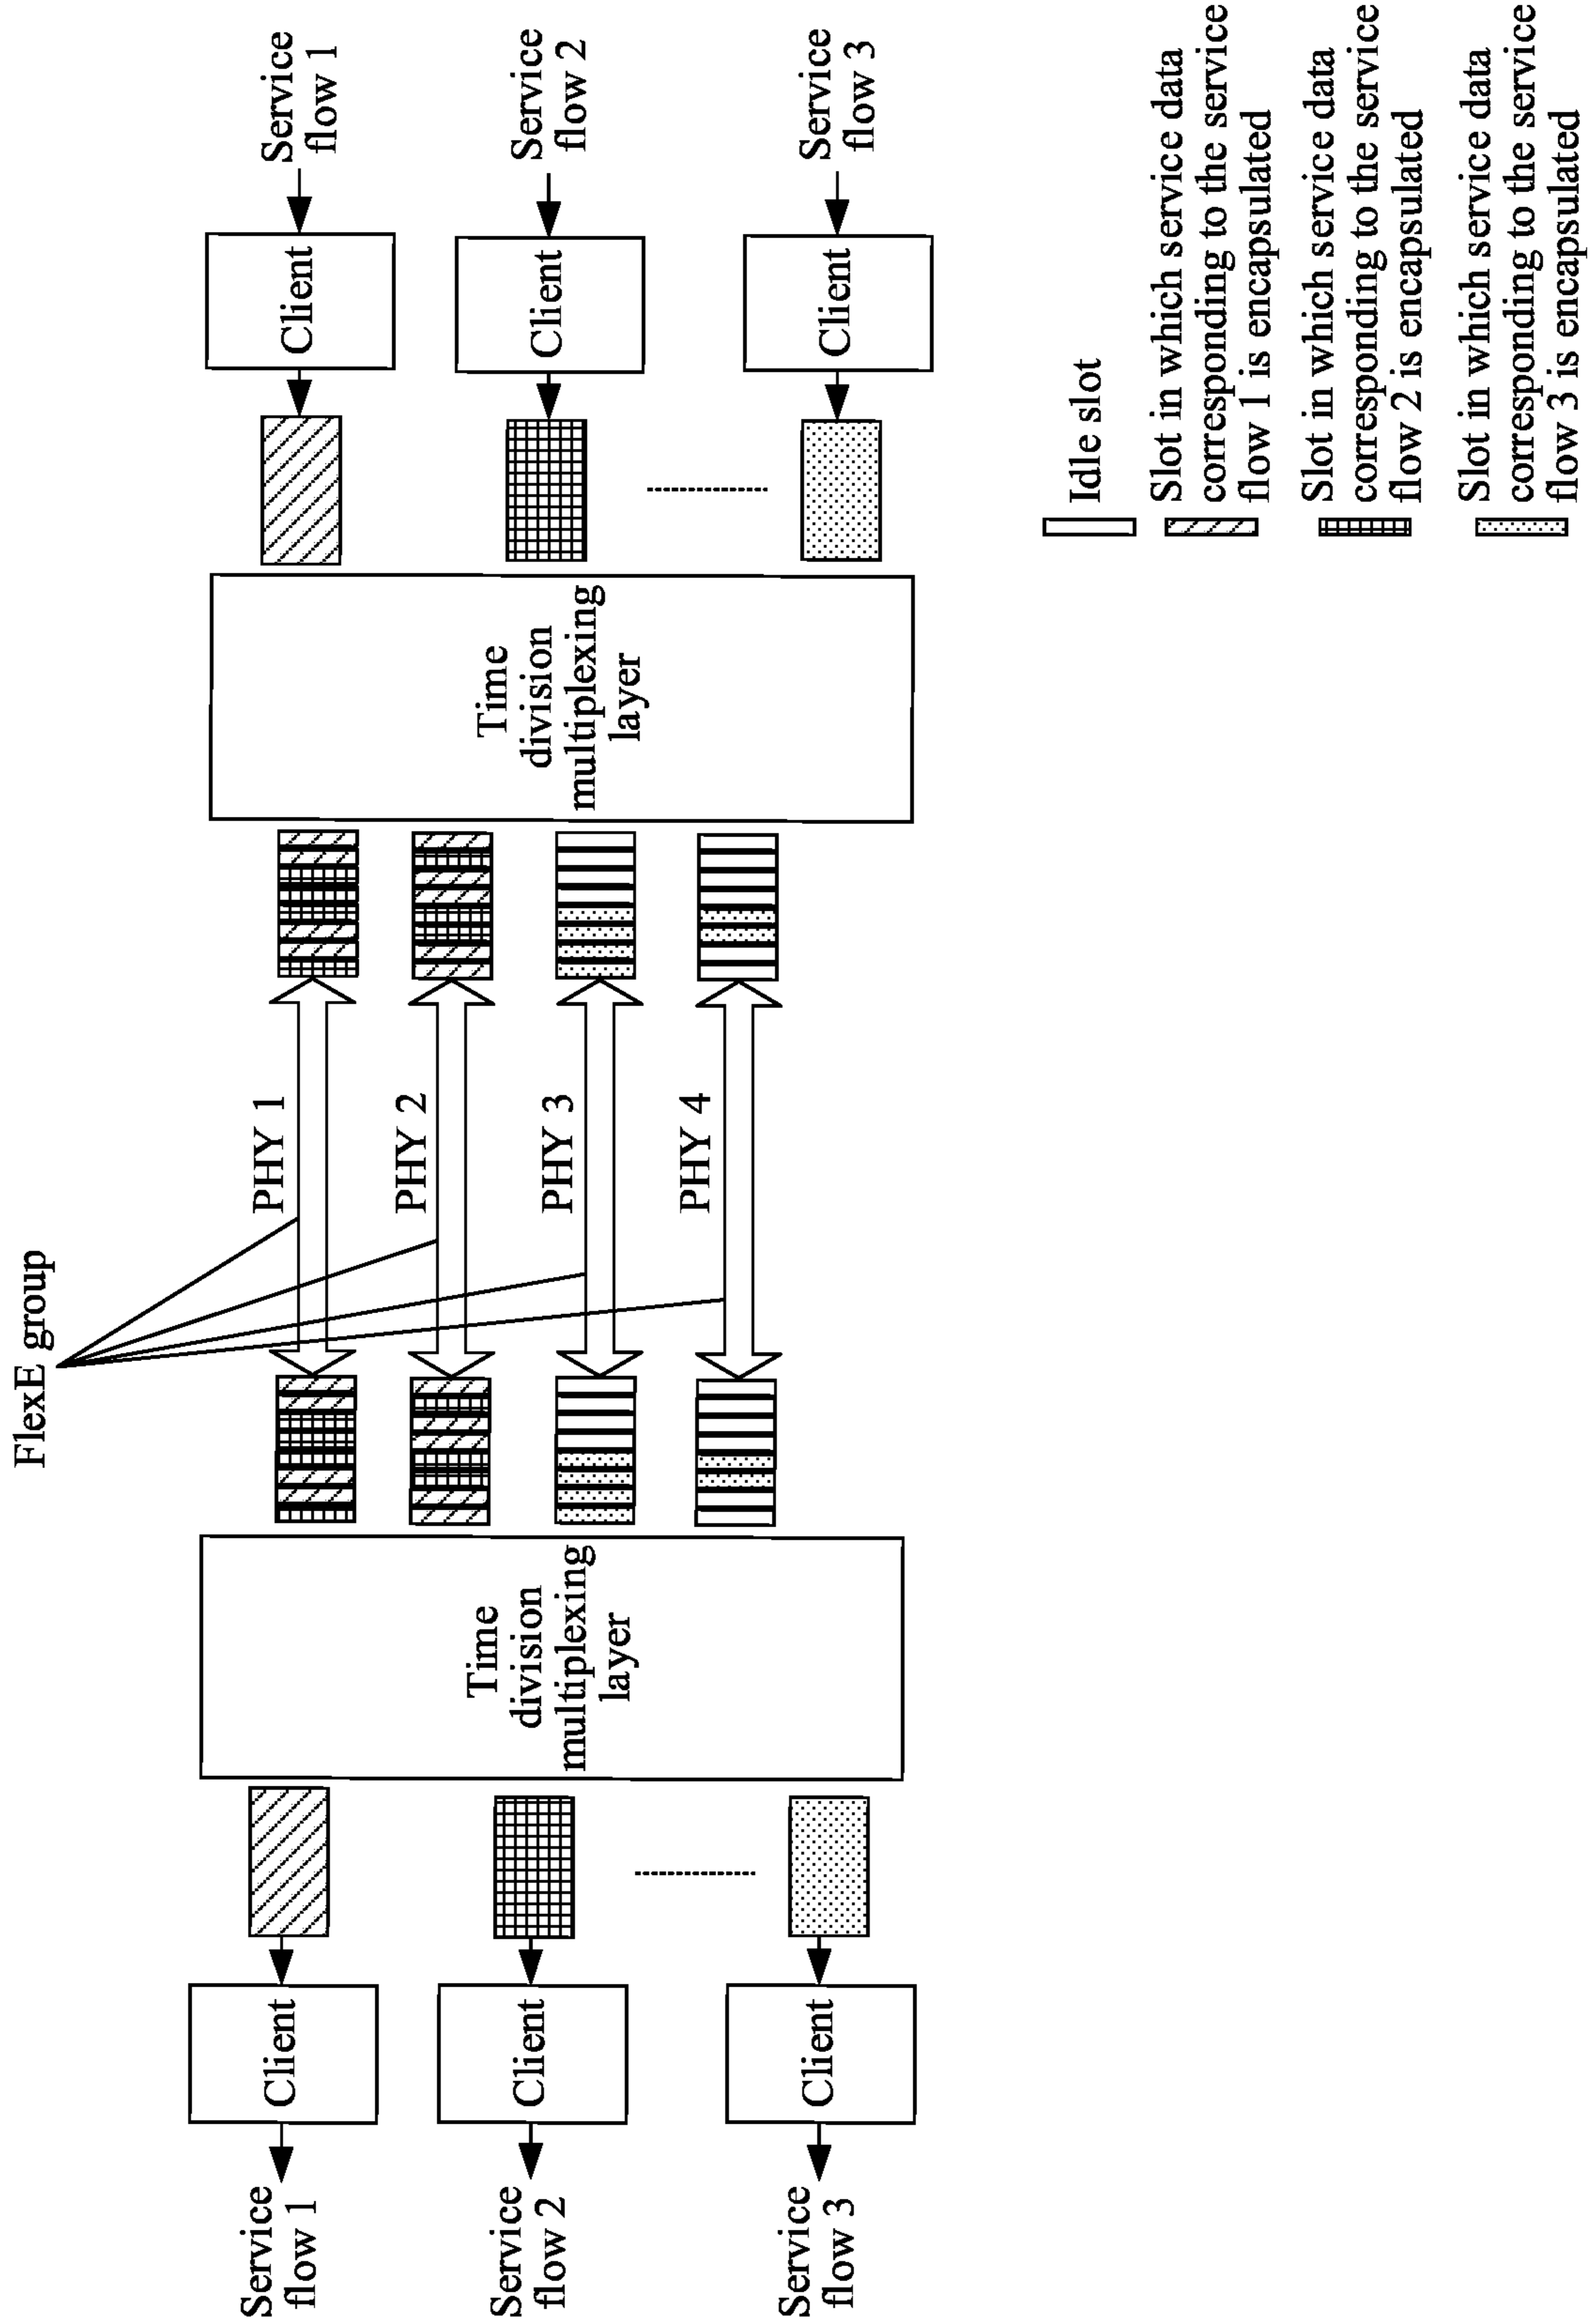 FlexE group
Service
flow 1
Client
Service
flow 2
Client
Service
flow 3
Client
Time
division
multiplexing
layer
PHY 1
PHY 2
PHY 3
PHY 4
Time
division
multiplexing
layer
Client
Service
flow 1
Client
Service
flow 2
Client
Service
flow 3
Idle slot
Slot in which service data
corresponding to the service
flow 1 is encapsulated
Slot in which service data
corresponding to the service
flow 2 is encapsulated
Slot in which service data
corresponding to the service
flow 3 is encapsulated